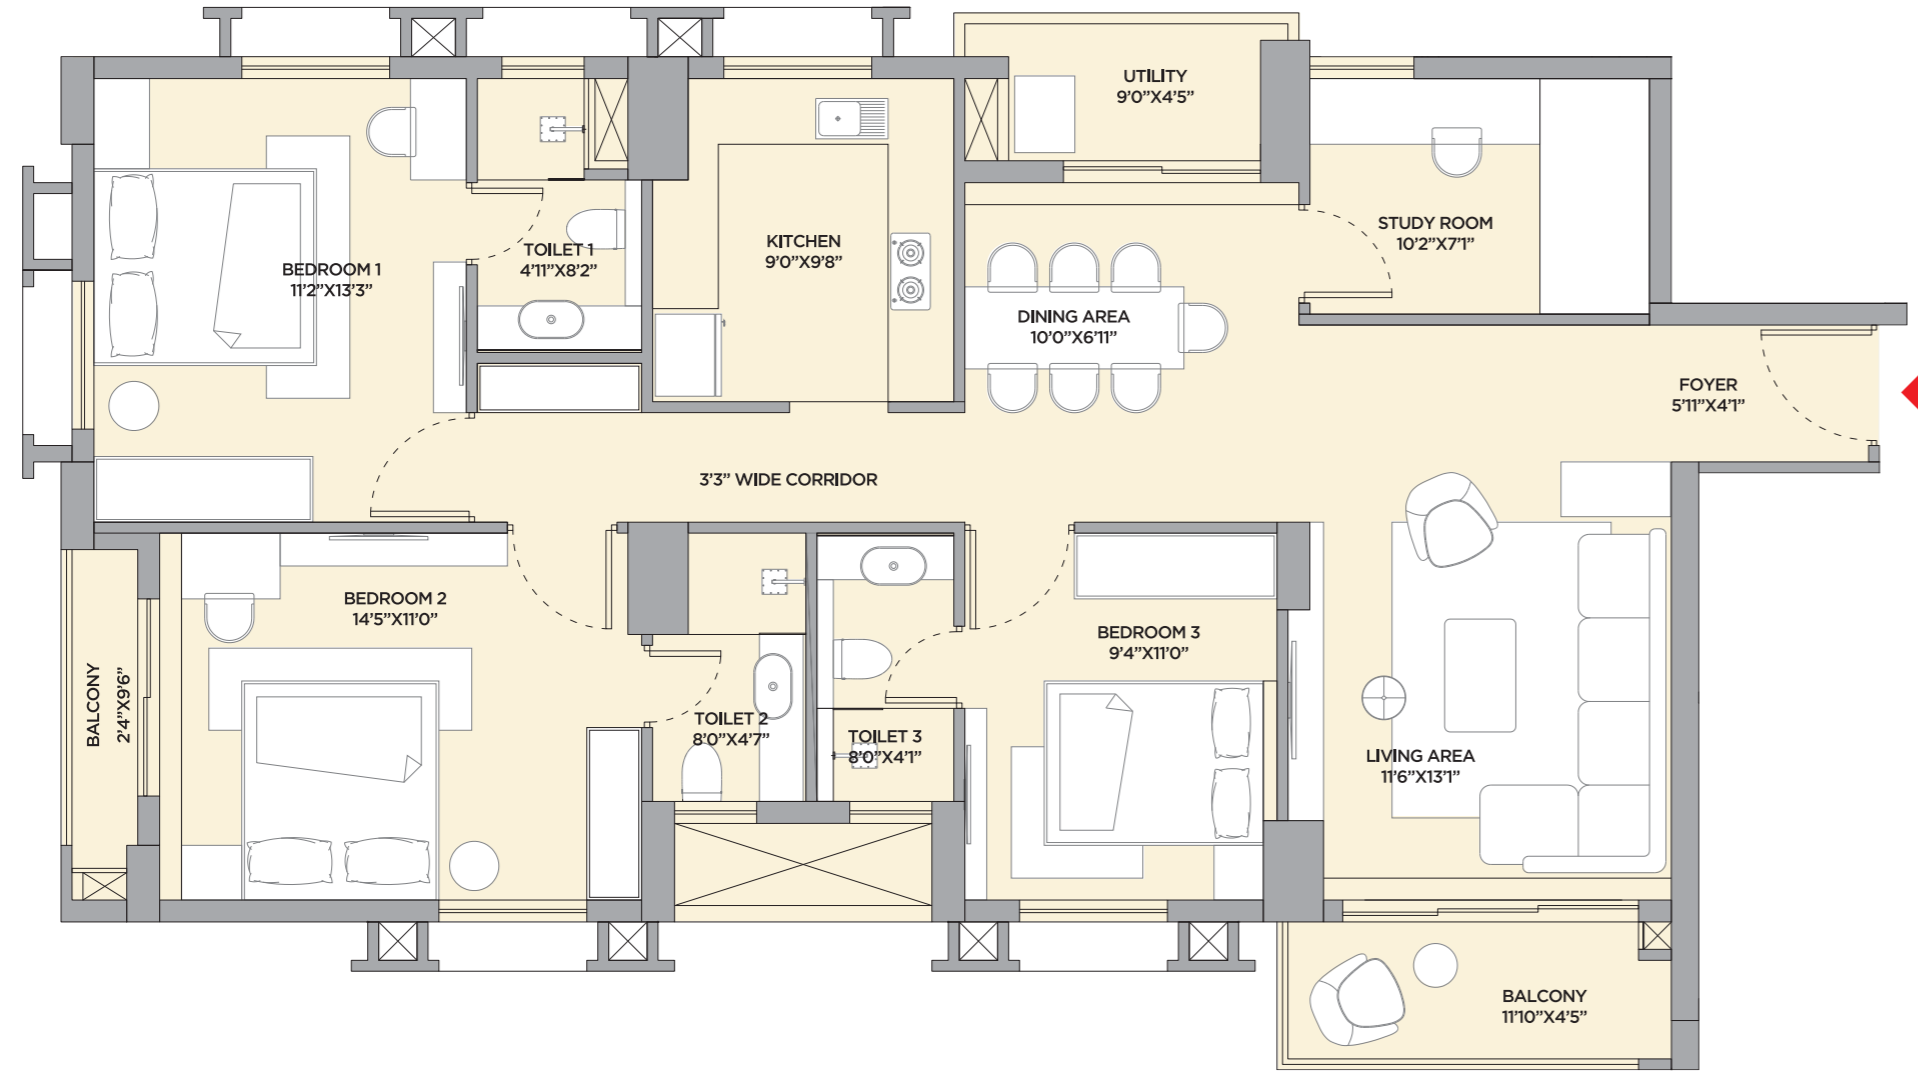 UTILITY
9'0"X4'5"
STUDY ROOM
10'2"X7'1"
KITCHEN
9'0"X9'8"
TOILET 1
4'11"X8'2"
BEDROOM 1
11'2"X13'3"
DINING AREA
10'0"X6'11"
FOYER
5'11"X4'1"
3'3" WIDE CORRIDOR
BEDROOM 2
14'5"X11'0"
BEDROOM 3
9'4"X11'0"
BALCONY
2'4"X9'6"
TOILET 2
8'0"X4'7"
TOILET 3
8'0"X4'1"
LIVING AREA
11'6"X13'1"
BALCONY
11'10"X4'5"